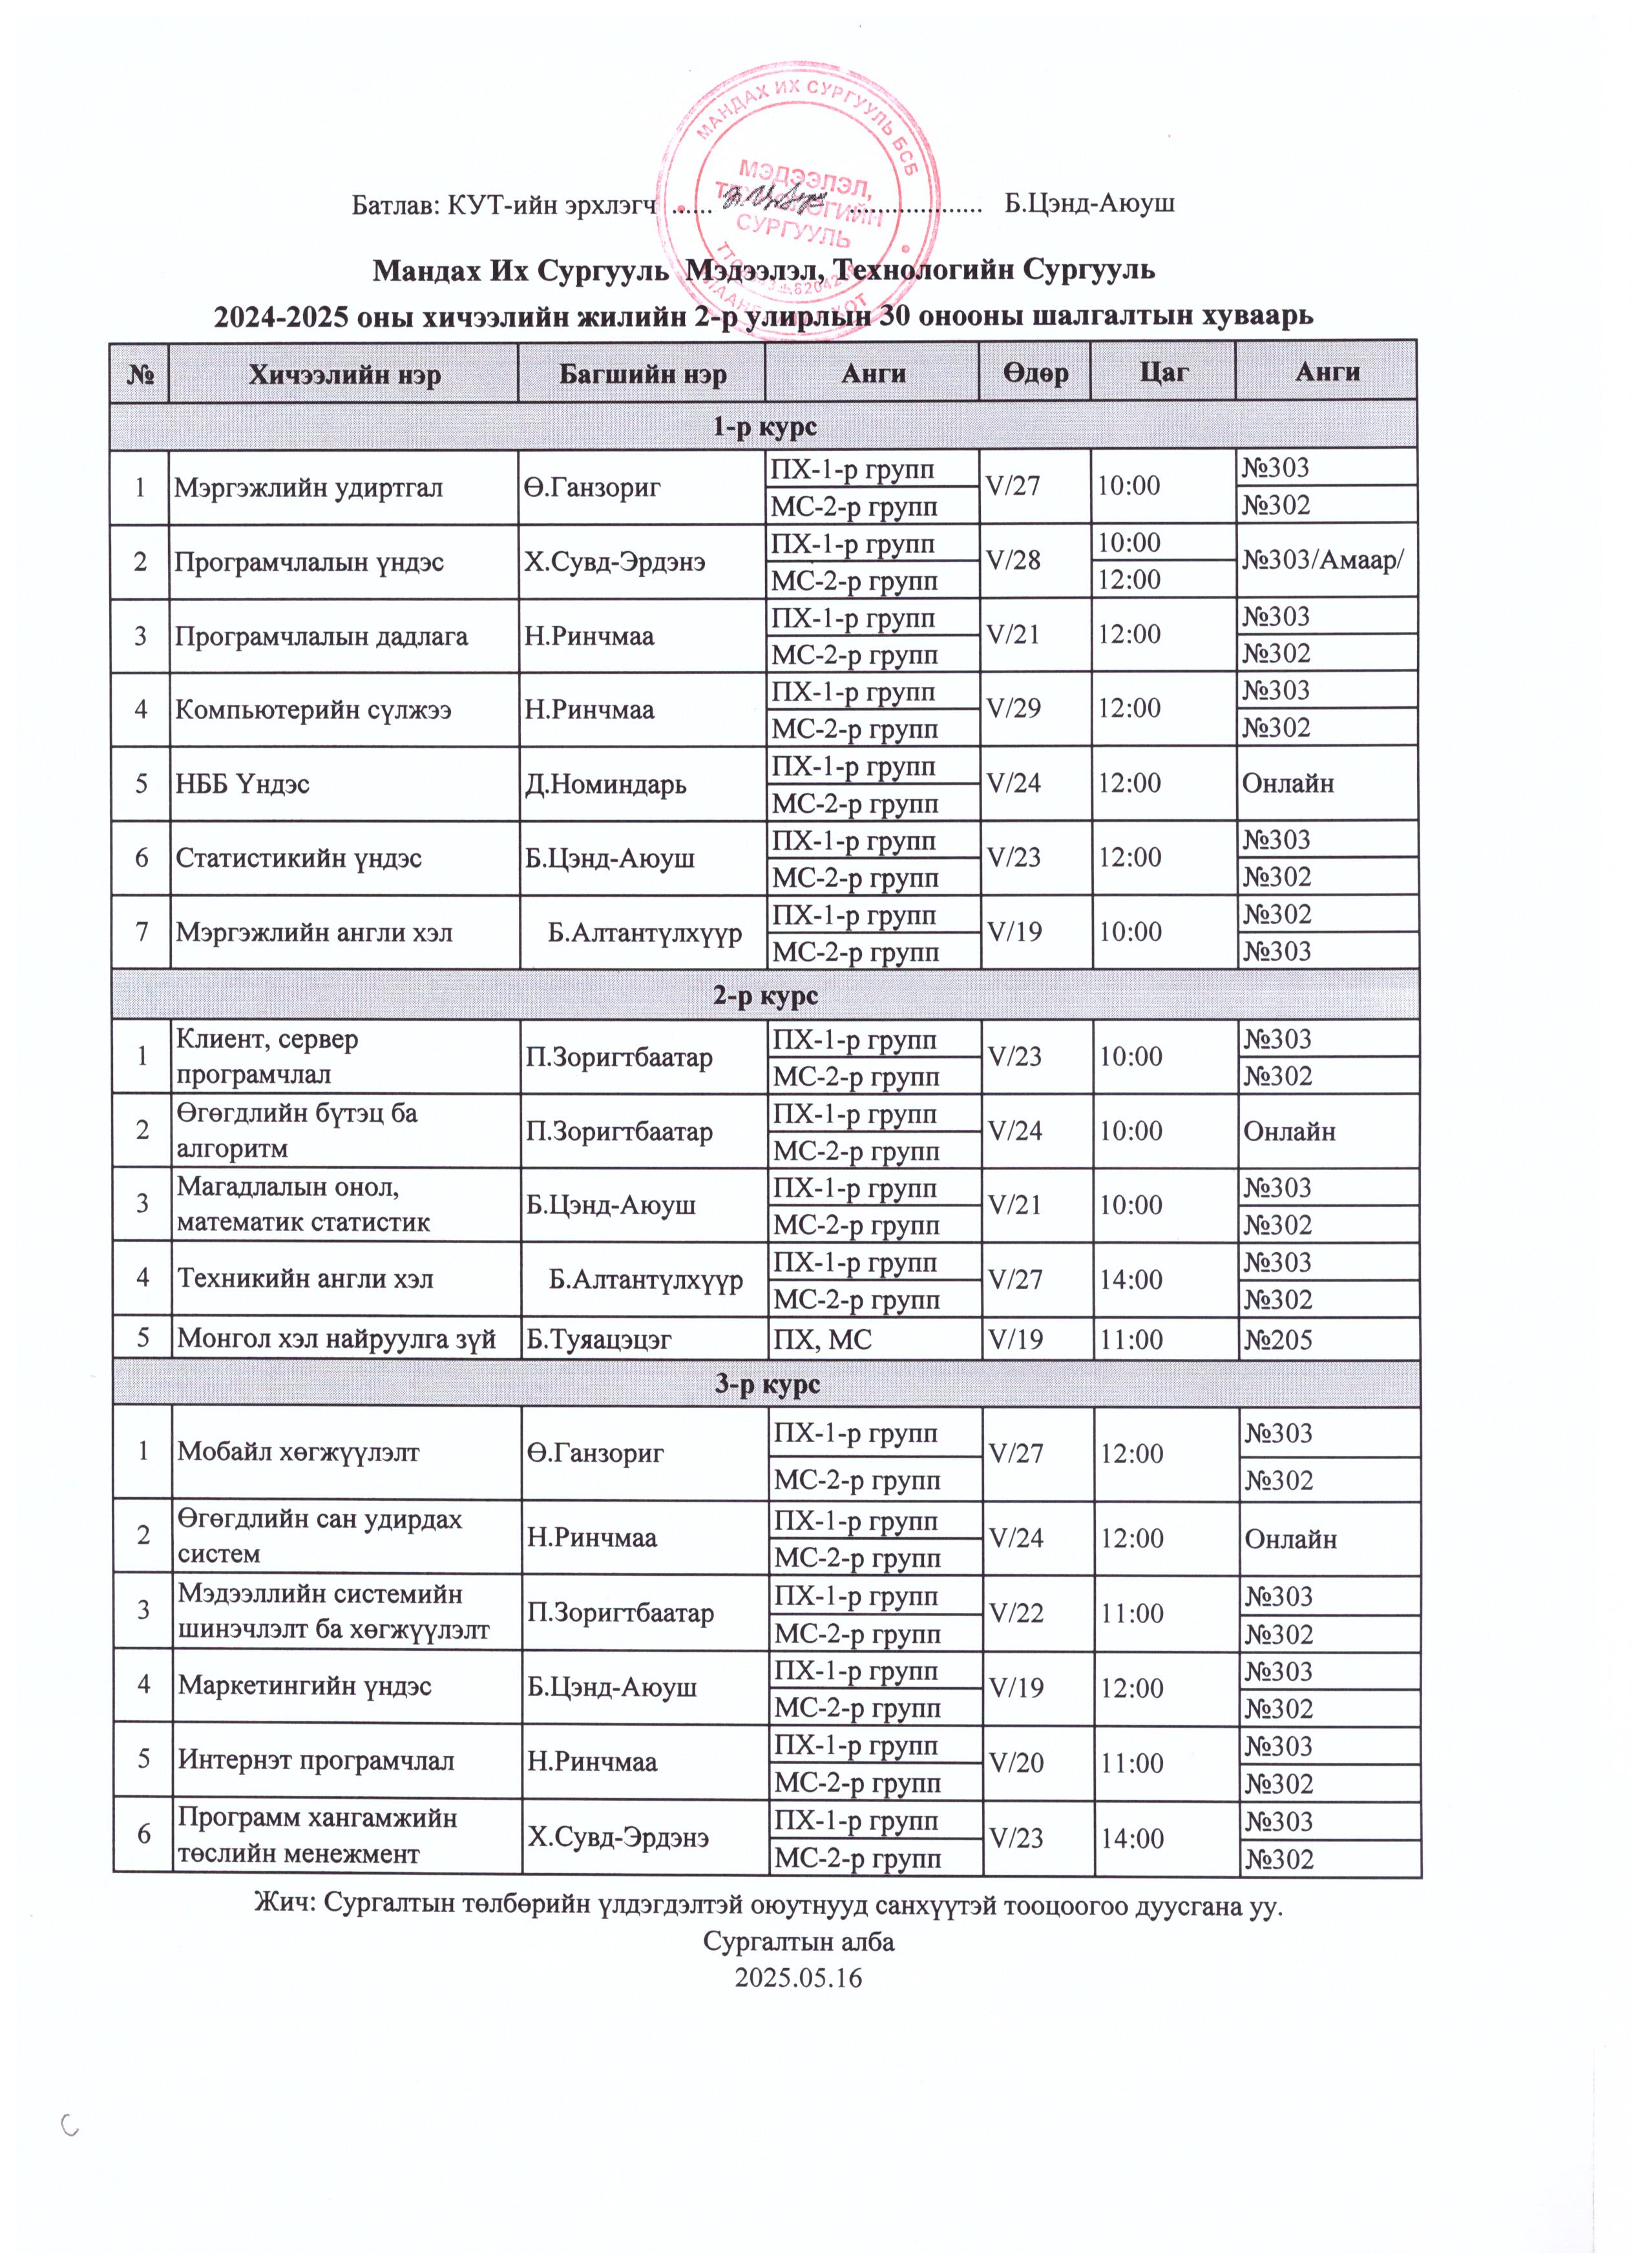 МАНДАХ ИХ СУРГУУЛЬ БСБ
МЭДЭЭЛЭЛ,
ТЕХНОЛОГИЙН
СУРГУУЛЬ
Батлав: КУТ-ийн эрхлэгч ...... ................... Б.Цэнд-Аюуш
Мандах Их Сургууль Мэдээлэл, Технологийн Сургууль
2024-2025 оны хичээлийн жилийн 2-р улирлын 30 онооны шалгалтын хуваарь
№ Хичээлийн нэр Багшийн нэр Анги Өдөр Цаг Анги
1-р курс
1 Мэргэжлийн удиртгал Ө.Ганзориг ПХ-1-р групп V/27 10:00 №303
МС-2-р групп №302
2 Програмчлалын үндэс Х.Сувд-Эрдэнэ ПХ-1-р групп V/28 10:00 №303/Амаар/
МС-2-р групп 12:00
3 Програмчлалын дадлага Н.Ринчмаа ПХ-1-р групп V/21 12:00 №303
МС-2-р групп №302
4 Компьютерийн сүлжээ Н.Ринчмаа ПХ-1-р групп V/29 12:00 №303
МС-2-р групп №302
5 НББ Үндэс Д.Номиндарь ПХ-1-р групп V/24 12:00 Онлайн
МС-2-р групп
6 Статистикийн үндэс Б.Цэнд-Аюуш ПХ-1-р групп V/23 12:00 №303
МС-2-р групп №302
7 Мэргэжлийн англи хэл Б.Алтантүлхүүр ПХ-1-р групп V/19 10:00 №302
МС-2-р групп №303
2-р курс
1 Клиент, сервер П.Зоригтбаатар ПХ-1-р групп V/23 10:00 №303
програмчлал МС-2-р групп №302
2 Өгөгдлийн бүтэц ба П.Зоригтбаатар ПХ-1-р групп V/24 10:00 Онлайн
алгоритм МС-2-р групп
3 Магадлалын онол, Б.Цэнд-Аюуш ПХ-1-р групп V/21 10:00 №303
математик статистик МС-2-р групп №302
4 Техникийн англи хэл Б.Алтантүлхүүр ПХ-1-р групп V/27 14:00 №303
МС-2-р групп №302
5 Монгол хэл найруулга зүй Б.Туяацэцэг ПХ, МС V/19 11:00 №205
3-р курс
1 Мобайл хөгжүүлэлт Ө.Ганзориг ПХ-1-р групп V/27 12:00 №303
МС-2-р групп №302
2 Өгөгдлийн сан удирдах Н.Ринчмаа ПХ-1-р групп V/24 12:00 Онлайн
систем МС-2-р групп
3 Мэдээллийн системийн П.Зоригтбаатар ПХ-1-р групп V/22 11:00 №303
шинэчлэлт ба хөгжүүлэлт МС-2-р групп №302
4 Маркетингийн үндэс Б.Цэнд-Аюуш ПХ-1-р групп V/19 12:00 №303
МС-2-р групп №302
5 Интернэт програмчлал Н.Ринчмаа ПХ-1-р групп V/20 11:00 №303
МС-2-р групп №302
6 Программ хангамжийн Х.Сувд-Эрдэнэ ПХ-1-р групп V/23 14:00 №303
төслийн менежмент МС-2-р групп №302
Жич: Сургалтын төлбөрийн үлдэгдэлтэй оюутнууд санхүүтэй тооцоогоо дуусгана уу.
Сургалтын алба
2025.05.16